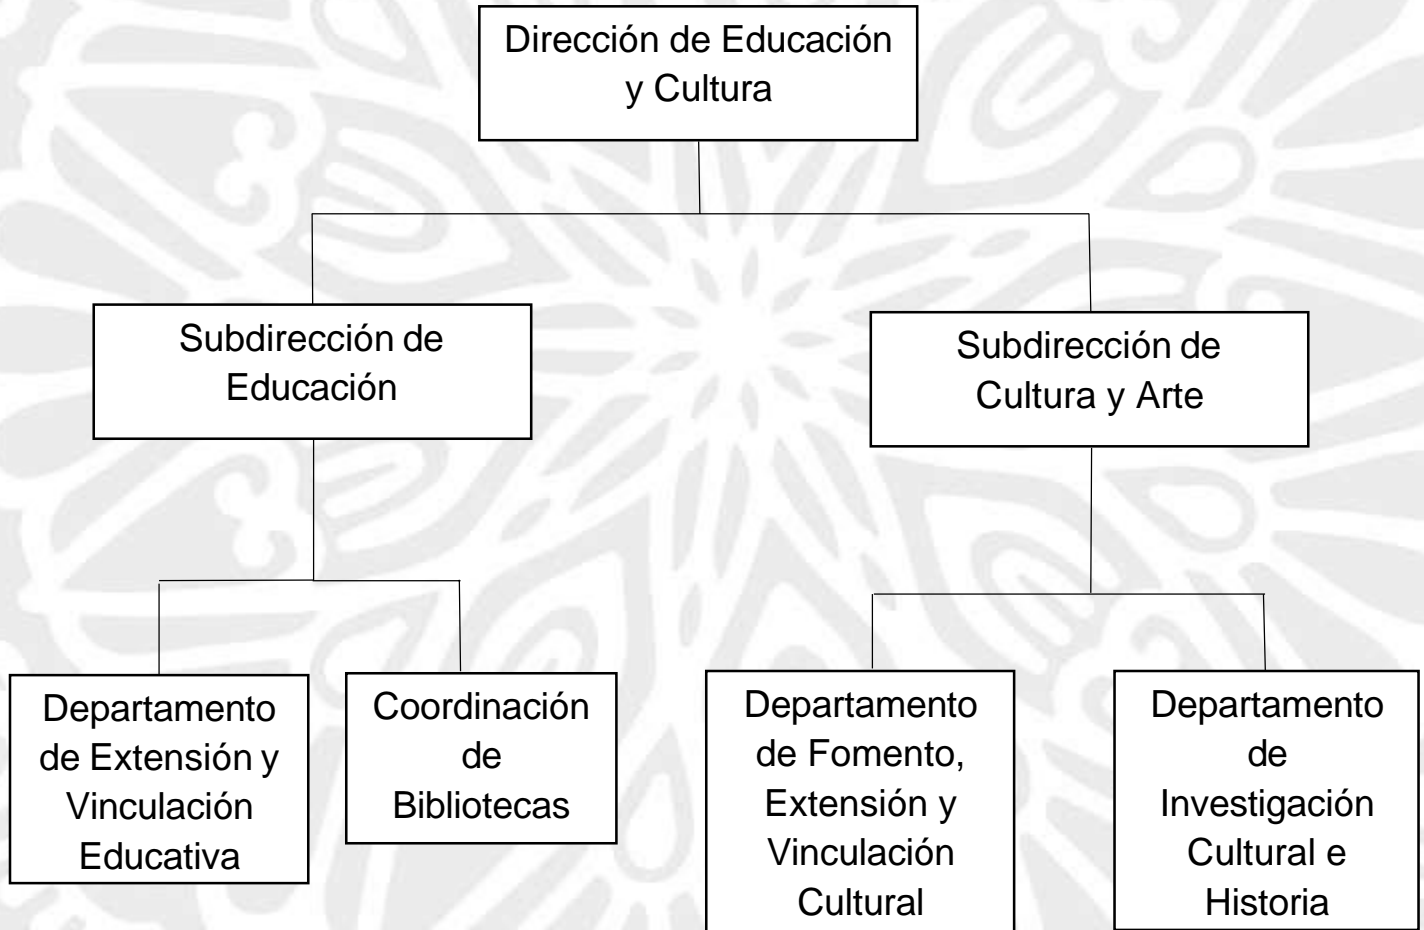 Dirección de Educación
y Cultura
Subdirección de
Educación
Subdirección de
Cultura y Arte
Departamento
de Extensión y
Vinculación
Educativa
Coordinación
de
Bibliotecas
Departamento
de Fomento,
Extensión y
Vinculación
Cultural
Departamento
de
Investigación
Cultural e
Historia